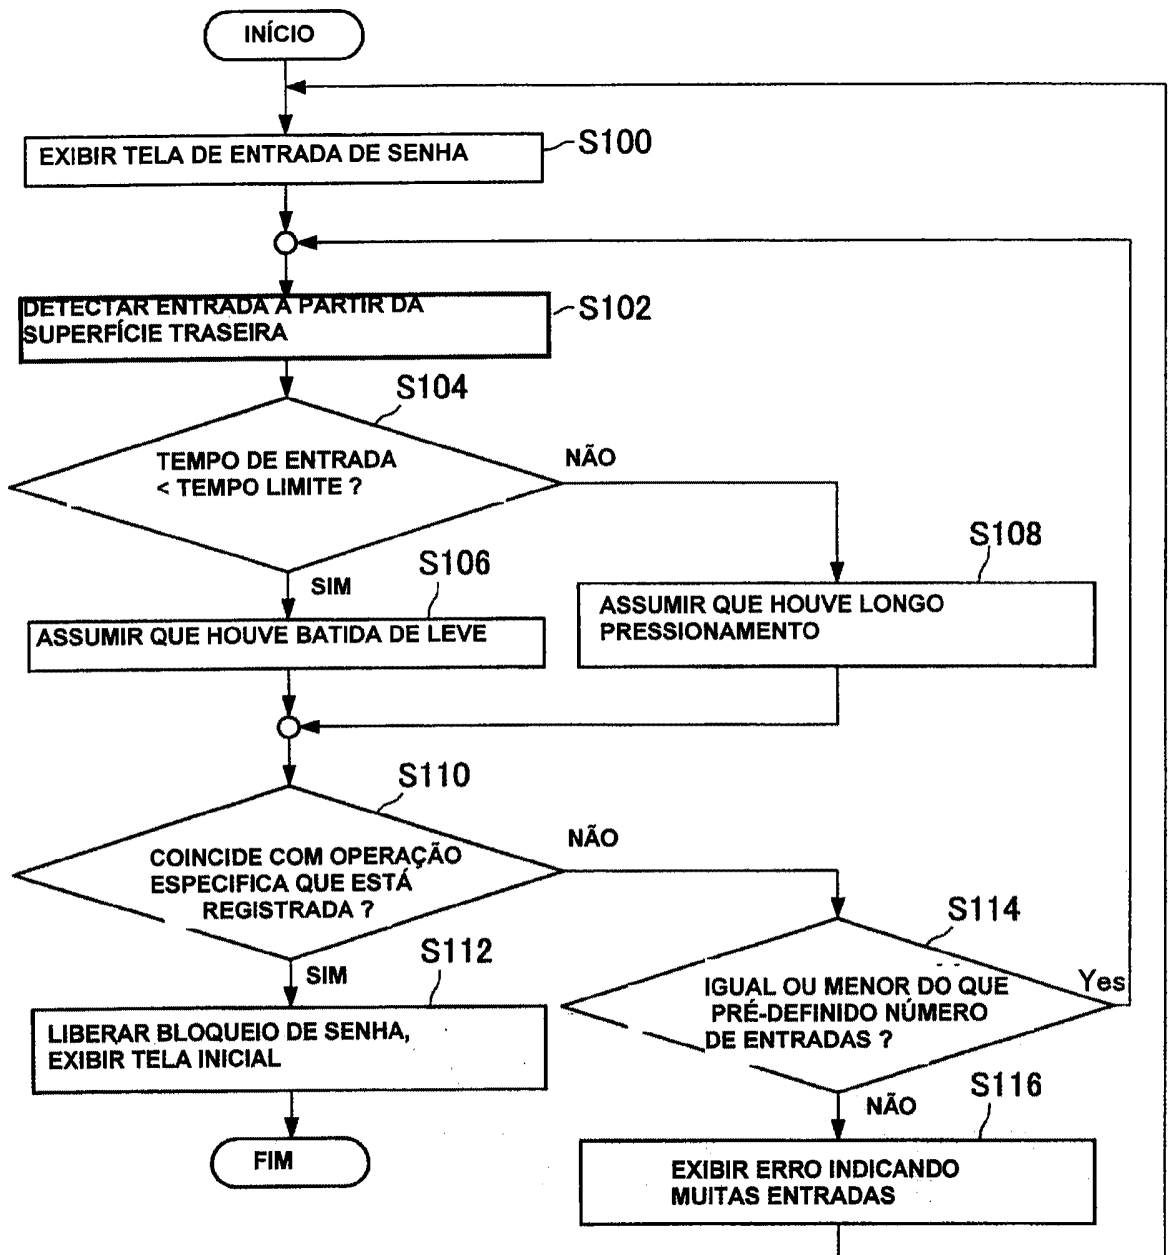 INÍCIO
EXIBIR TELA DE ENTRADA DE SENHA
S100
DETECTAR ENTRADA A PARTIR DA
SUPERFÍCIE TRASEIRA
S102
S104
TEMPO DE ENTRADA
< TEMPO LIMITE ?
NÃO
SIM
S106
ASSUMIR QUE HOUVE BATIDA DE LEVE
S108
ASSUMIR QUE HOUVE LONGO
PRESSIONAMENTO
S110
COINCIDE COM OPERAÇÃO
ESPECIFICA QUE ESTÁ
REGISTRADA ?
NÃO
SIM
S112
LIBERAR BLOQUEIO DE SENHA,
EXIBIR TELA INICIAL
FIM
S114
IGUAL OU MENOR DO QUE
PRÉ-DEFINIDO NÚMERO
DE ENTRADAS ?
Yes
NÃO
S116
EXIBIR ERRO INDICANDO
MUITAS ENTRADAS